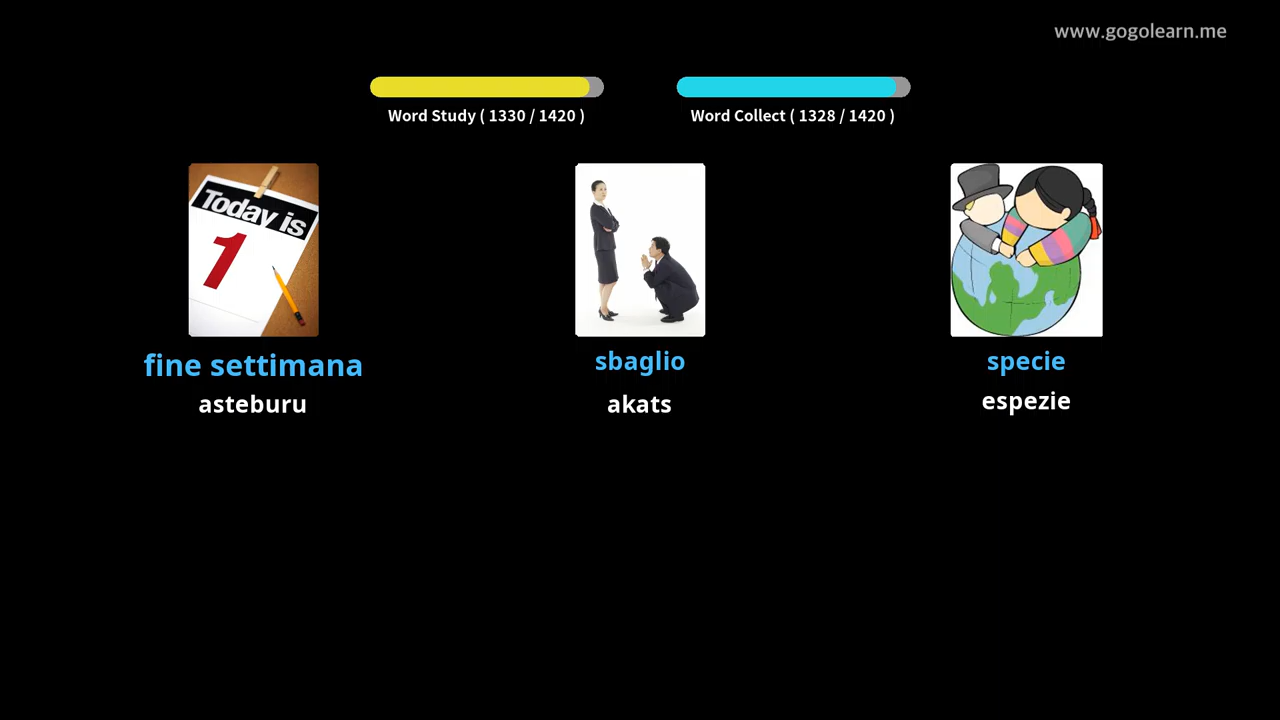 www.gogolearn.me
Word Study ( 1330 / 1420 )
Word Collect ( 1328 / 1420 )
Today is
1
fine settimana
sbaglio
specie
asteburu
akats
espezie